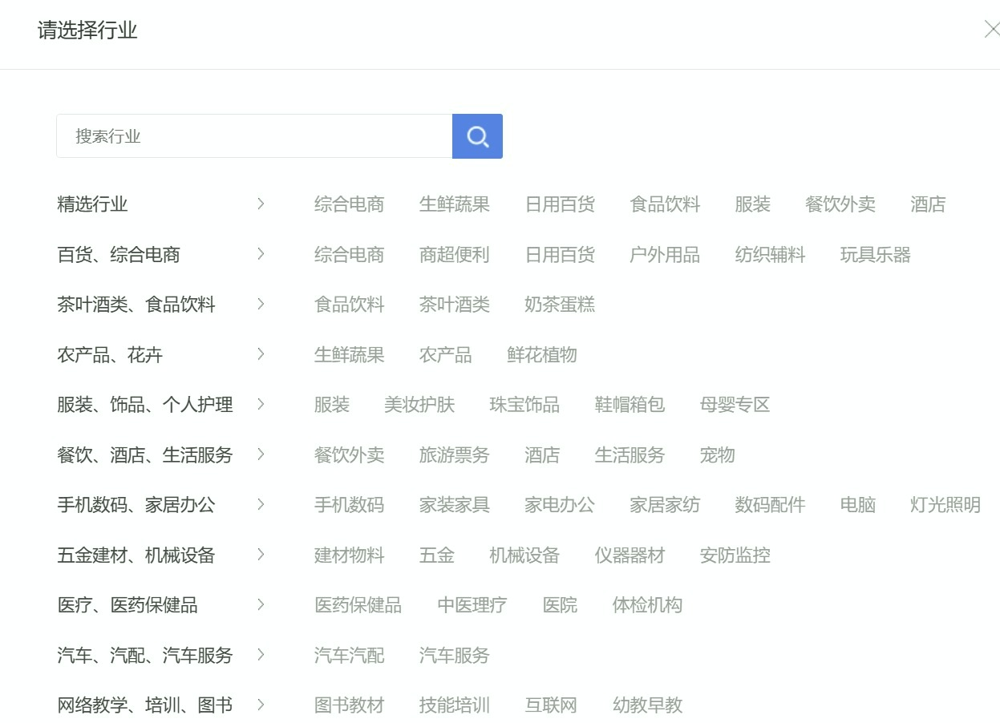 请选择行业
搜索行业
精选行业 综合电商 生鲜蔬果 日用百货 食品饮料 服装 餐饮外卖 酒店
百货、综合电商 综合电商 商超便利 日用百货 户外用品 纺织辅料 玩具乐器
茶叶酒类、食品饮料 食品饮料 茶叶酒类 奶茶蛋糕
农产品、花卉 生鲜蔬果 农产品 鲜花植物
服装、饰品、个人护理 服装 美妆护肤 珠宝饰品 鞋帽箱包 母婴专区
餐饮、酒店、生活服务 餐饮外卖 旅游票务 酒店 生活服务 宠物
手机数码、家居办公 手机数码 家装家具 家电办公 家居家纺 数码配件 电脑 灯光照明
五金建材、机械设备 建材物料 五金 机械设备 仪器器材 安防监控
医疗、医药保健品 医药保健品 中医理疗 医院 体检机构
汽车、汽配、汽车服务 汽车汽配 汽车服务
网络教学、培训、图书 图书教材 技能培训 互联网 幼教早教